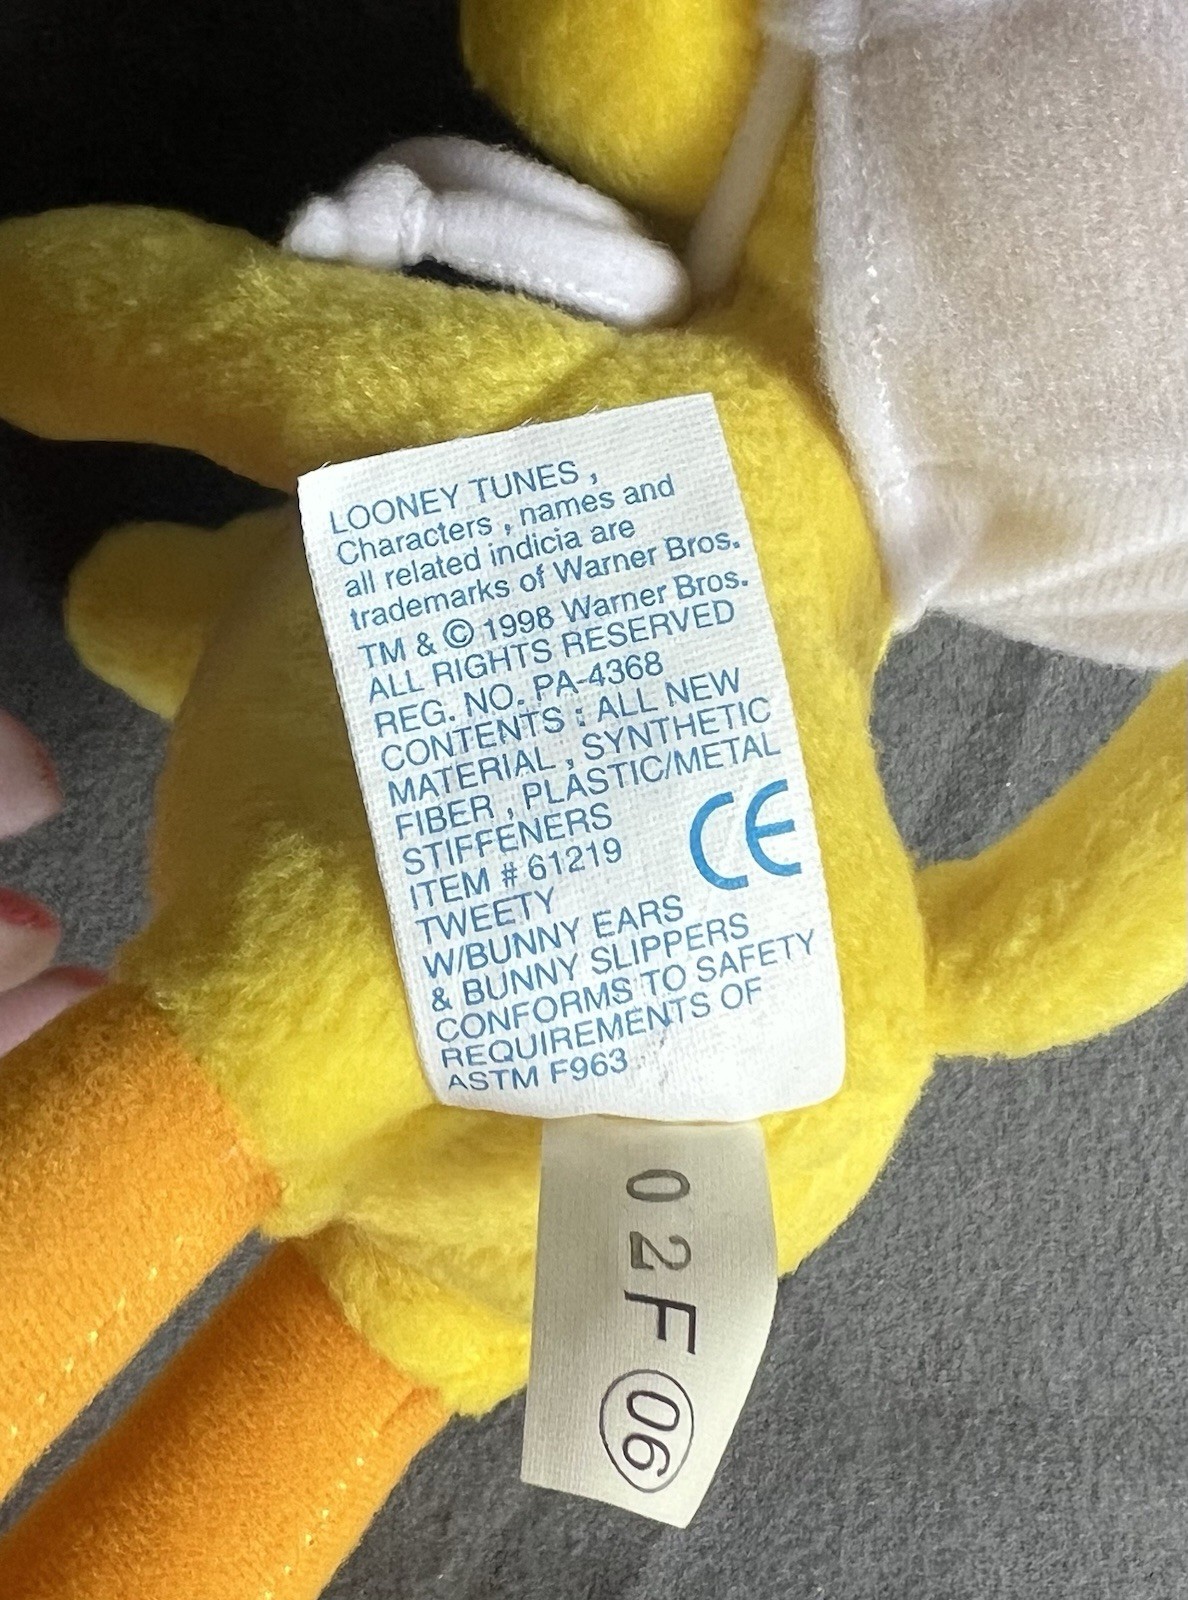 LOONEY TUNES ,
Characters , names and
all related indicia are
trademarks of Warner Bros.
TM & © 1998 Warner Bros.
ALL RIGHTS RESERVED
REG. NO. PA-4368
CONTENTS : ALL NEW
MATERIAL , SYNTHETIC
FIBER , PLASTIC/METAL
STIFFENERS
ITEM # 61219
CE
TWEETY
W/BUNNY EARS
& BUNNY SLIPPERS
CONFORMS TO SAFETY
REQUIREMENTS OF
ASTM F963
02F 06